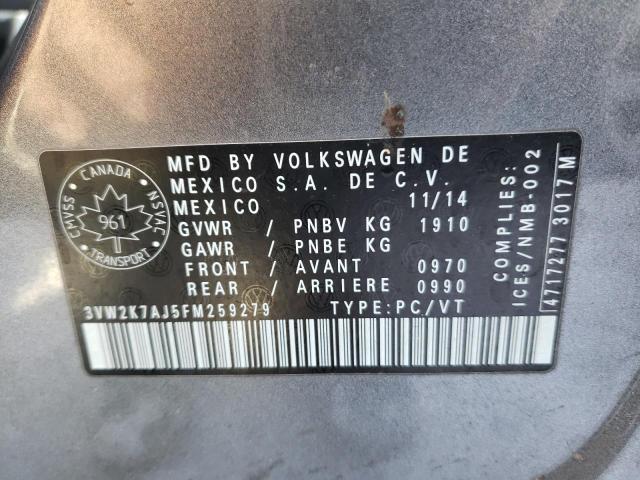 CANADA
CMVSS
NSVAC
961
TRANSPORT
MFD BY VOLKSWAGEN DE
MEXICO S.A. DE C.V.
MEXICO 11/14
GVWR / PNBV KG 1910
GAWR / PNBE KG
FRONT / AVANT 0970
REAR / ARRIERE 0990
3VW2K7AJ5FM259279 TYPE:PC/VT
COMPLIES:
ICES/NMB-002
4717277 3017 M